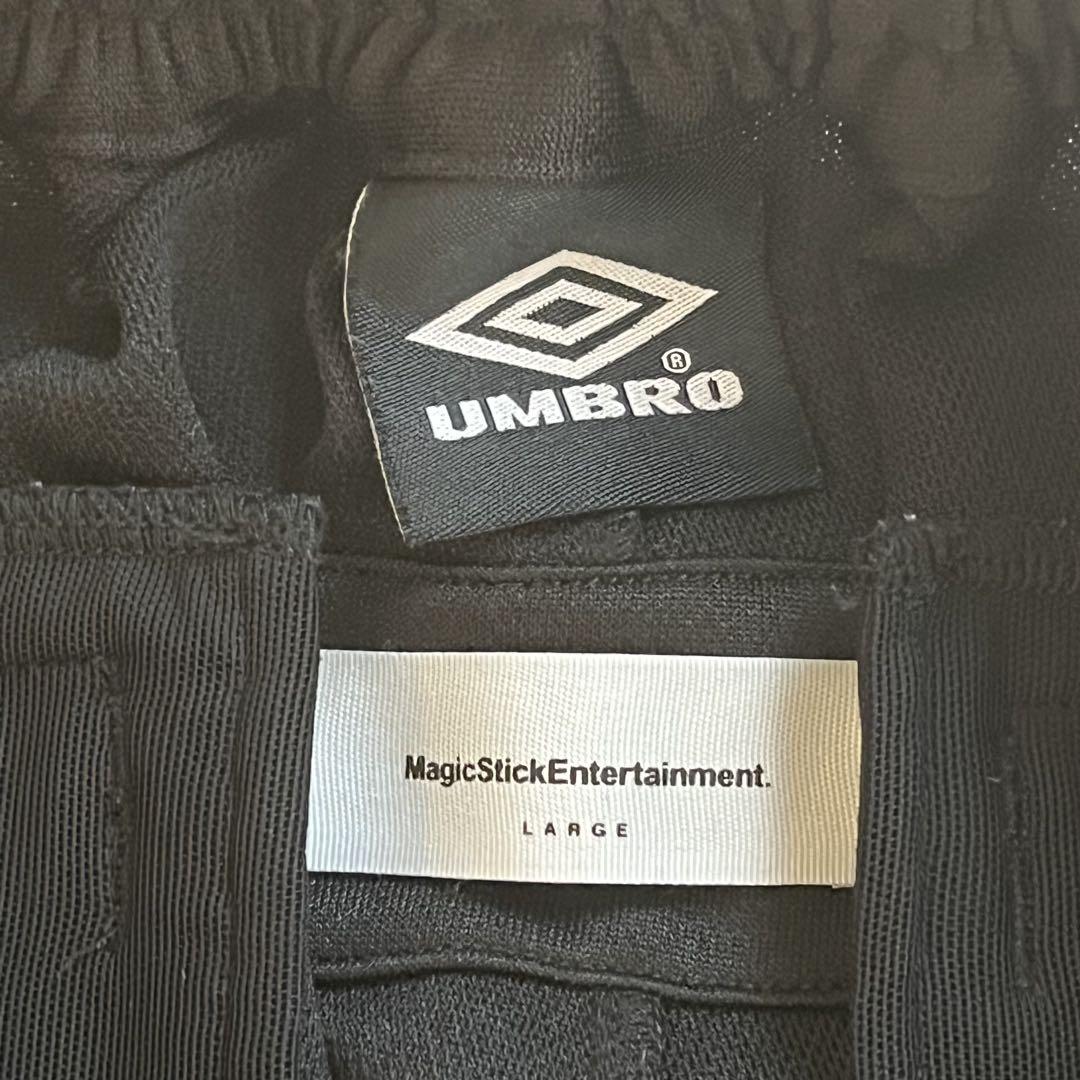 ®
UMBRO
MagicStickEntertainment.
LARGE